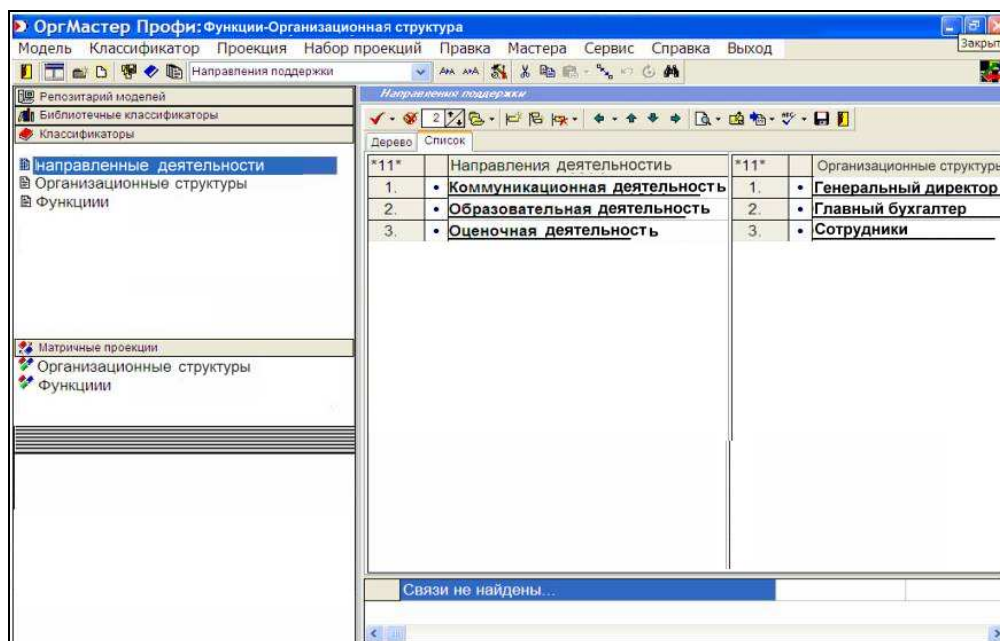 ОргМастер Профи: Функции-Организационная структура
Модель Классификатор Проекция Набор проекций Правка Мастера Сервис Справка Выход
Закрыт
Направления поддержки
Репозитарий моделей
Библиотечные классификаторы
Классификаторы
направленные деятельности
Организационные структуры
Функциии
Матричные проекции
Организационные структуры
Функциии
Направления поддержки
2
Дерево Список
*11* Направления деятельностиь *11* Организационные структуры
1. • Коммуникационная деятельность 1. • Генеральный директор
2. • Образовательная деятельность 2. • Главный бухгалтер
3. • Оценочная деятельность 3. • Сотрудники
Связи не найдены...